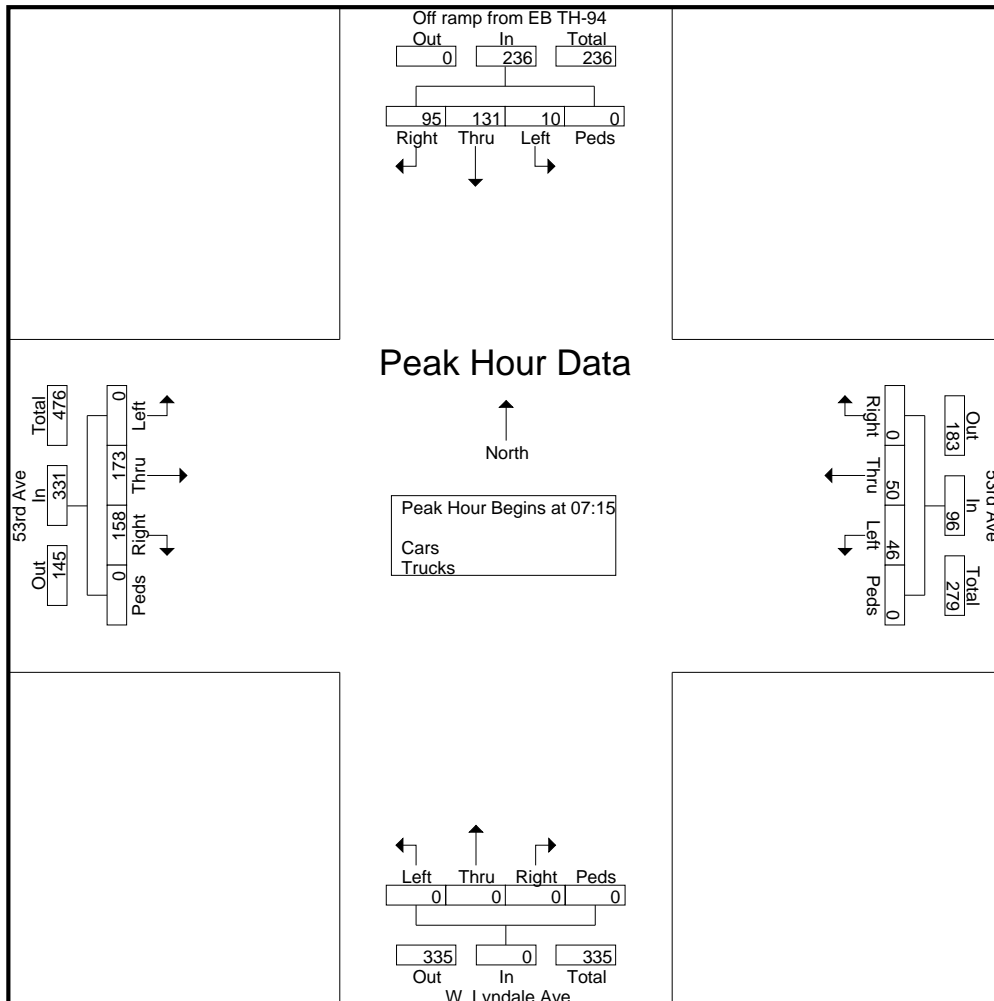 Off ramp from EB TH-94
Out In Total
0 236 236
95 131 10 0
Right Thru Left Peds
Peak Hour Data
North
Peak Hour Begins at 07:15
Cars
Trucks
53rd Ave
Total In Out
476 331 145
0 173 158 0
Left Thru Right Peds
Right Thru Left Peds
0 50 46 0
Out In Total
183 96 279
53rd Ave
Left Thru Right Peds
0 0 0 0
335 0 335
Out In Total
W. Lyndale Ave